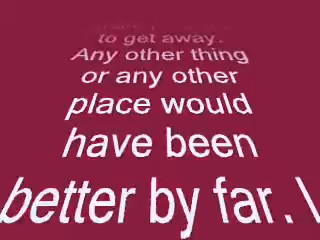 to get away.
Any other thing
or any other
place would
have been
better by far. I